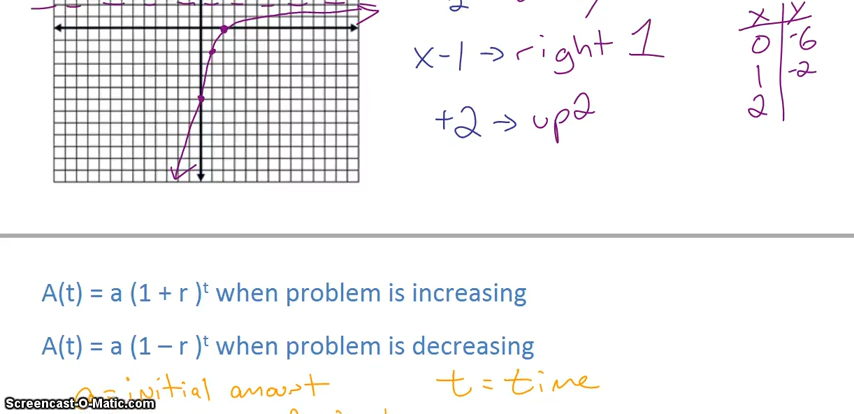 x-1 → right 1
+2 → up 2
x y
0 -6
1 -2
2
A(t) = a (1 + r )ᵗ when problem is increasing
A(t) = a (1 – r )ᵗ when problem is decreasing
a = initial amount t = time
Screencast-O-Matic.com